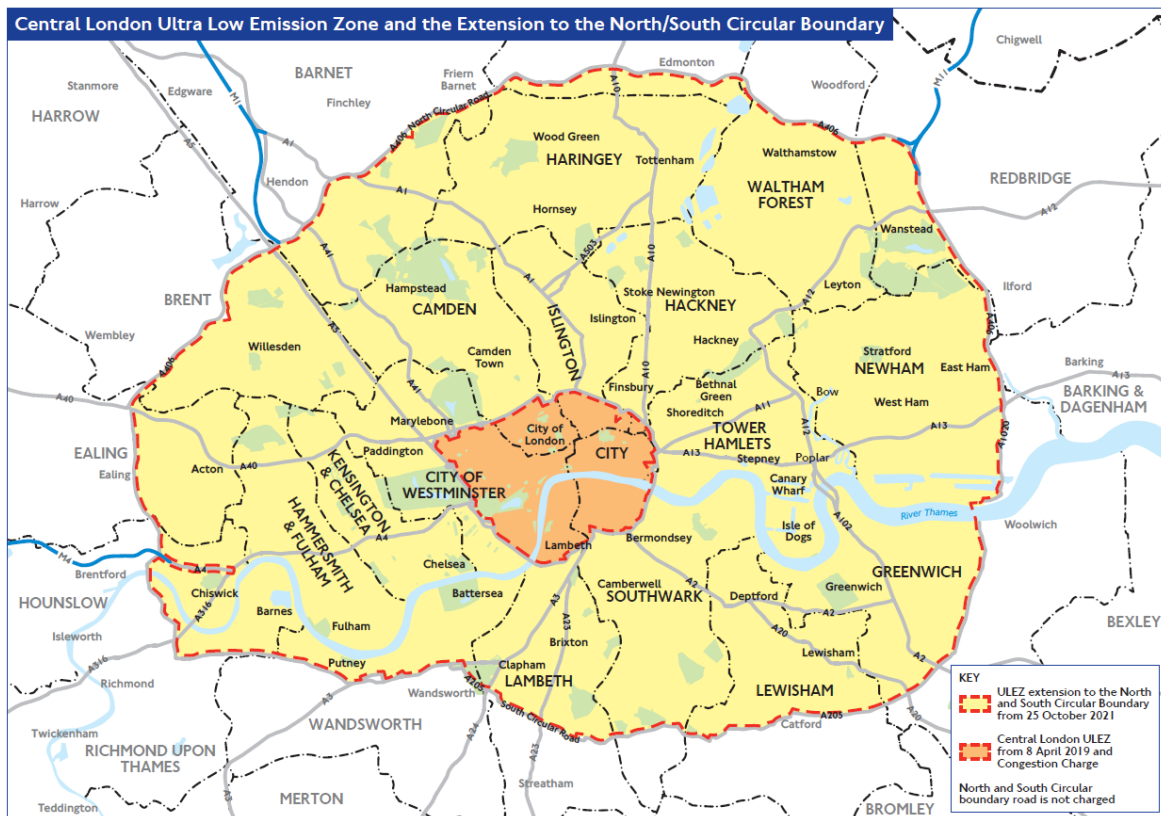 Central London Ultra Low Emission Zone and the Extension to the North/South Circular Boundary
Chigwell
Edmonton
BARNET
Friern
Barnet
Woodford
M11
Stanmore
Edgware
M1
Finchley
A10
HARROW
A5
A1
A406 North Circular Road
A406
Wood Green
HARINGEY
Tottenham
Walthamstow
Hendon
A1
WALTHAM
FOREST
REDBRIDGE
Harrow
Hornsey
A12
A41
A503
A10
Wanstead
A1
Hampstead
Stoke Newington
Leyton
Ilford
BRENT
CAMDEN
HACKNEY
A12
ISLINGTON
Islington
A406
Wembley
A5
Willesden
Hackney
Stratford
NEWHAM
Camden
Town
A10
East Ham
Barking
A406
A41
Finsbury
Bethnal
Green
Bow
A13
A40
West Ham
BARKING &
DAGENHAM
Marylebone
Shoreditch
A11
City of
London
TOWER
HAMLETS
A12
A13
A1020
EALING
Paddington
CITY
A13
Stepney
Poplar
Ealing
Acton
A40
KENSINGTON
& CHELSEA
CITY OF
WESTMINSTER
Canary
Wharf
HAMMERSMITH
& FULHAM
River Thames
A102
Woolwich
Isle of
Dogs
M4
A4
Lambeth
Bermondsey
Brentford
A4
Chelsea
GREENWICH
Chiswick
Camberwell
A2
Greenwich
HOUNSLOW
A316
Battersea
A3
SOUTHWARK
Deptford
A2
Barnes
A23
Fulham
A20
BEXLEY
Isleworth
Brixton
Lewisham
A316
Putney
Clapham
A2
Richmond
Wandsworth
A205
LAMBETH
LEWISHAM
A3
South Circular Road
A205
A20
Twickenham
WANDSWORTH
A24
Catford
RICHMOND UPON
THAMES
A23
A3
Streatham
Teddington
MERTON
BROMLEY
KEY
ULEZ extension to the North
and South Circular Boundary
from 25 October 2021
Central London ULEZ
from 8 April 2019 and
Congestion Charge
North and South Circular
boundary road is not charged